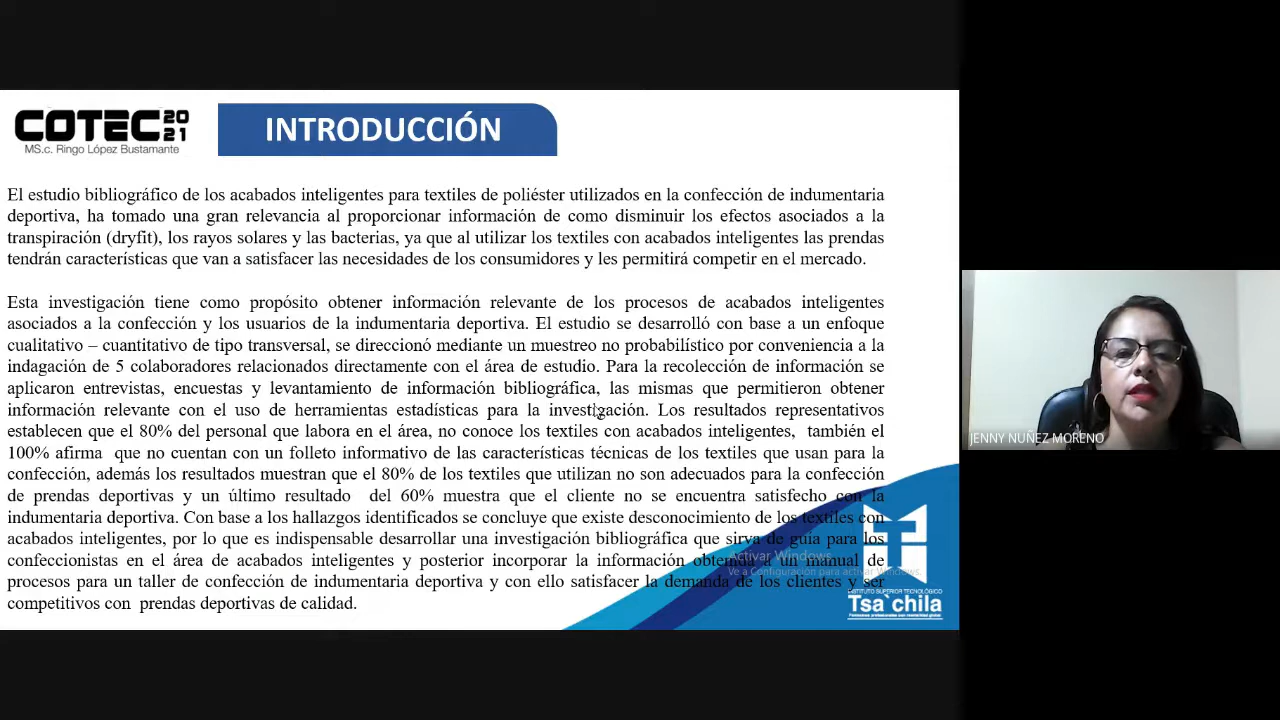 COTEC 20 21
MS.c. Ringo López Bustamante
INTRODUCCIÓN
El estudio bibliográfico de los acabados inteligentes para textiles de poliéster utilizados en la confección de indumentaria
deportiva, ha tomado una gran relevancia al proporcionar información de como disminuir los efectos asociados a la
transpiración (dryfit), los rayos solares y las bacterias, ya que al utilizar los textiles con acabados inteligentes las prendas
tendrán características que van a satisfacer las necesidades de los consumidores y les permitirá competir en el mercado.
Esta investigación tiene como propósito obtener información relevante de los procesos de acabados inteligentes
asociados a la confección y los usuarios de la indumentaria deportiva. El estudio se desarrolló con base a un enfoque
cualitativo – cuantitativo de tipo transversal, se direccionó mediante un muestreo no probabilístico por conveniencia a la
indagación de 5 colaboradores relacionados directamente con el área de estudio. Para la recolección de información se
aplicaron entrevistas, encuestas y levantamiento de información bibliográfica, las mismas que permitieron obtener
información relevante con el uso de herramientas estadísticas para la investigación. Los resultados representativos
establecen que el 80% del personal que labora en el área, no conoce los textiles con acabados inteligentes, también el
100% afirma que no cuentan con un folleto informativo de las características técnicas de los textiles que usan para la
confección, además los resultados muestran que el 80% de los textiles que utilizan no son adecuados para la confección
de prendas deportivas y un último resultado del 60% muestra que el cliente no se encuentra satisfecho con la
indumentaria deportiva. Con base a los hallazgos identificados se concluye que existe desconocimiento de los textiles con
acabados inteligentes, por lo que es indispensable desarrollar una investigación bibliográfica que sirva de guía para los
confeccionistas en el área de acabados inteligentes y posterior incorporar la información obtenida a un manual de
procesos para un taller de confección de indumentaria deportiva y con ello satisfacer la demanda de los clientes y ser
competitivos con prendas deportivas de calidad.
Activar Windows
Ve a Configuración para activar Windows.
INSTITUTO SUPERIOR TECNOLÓGICO
Tsa`chila
JENNY NUÑEZ MORENO